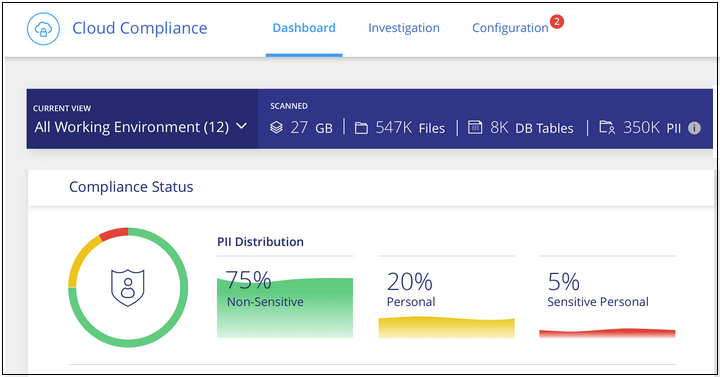 Cloud Compliance Dashboard Investigation Configuration 2
CURRENT VIEW SCANNED
All Working Environment (12) 27 GB 547K Files 8K DB Tables 350K PII i
Compliance Status
PII Distribution
75% 20% 5%
Non-Sensitive Personal Sensitive Personal